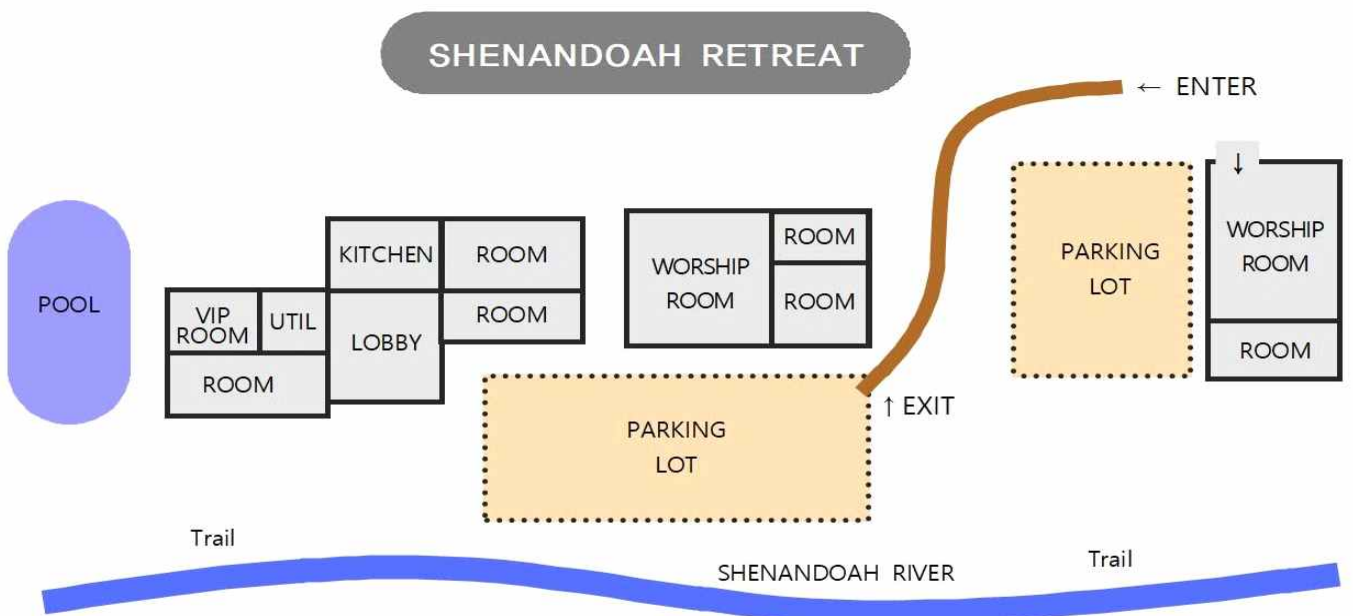 SHENANDOAH RETREAT
← ENTER
↓
POOL
VIP
ROOM
UTIL
ROOM
KITCHEN
LOBBY
ROOM
ROOM
WORSHIP
ROOM
ROOM
ROOM
PARKING
LOT
WORSHIP
ROOM
ROOM
PARKING
LOT
↑ EXIT
Trail
SHENANDOAH RIVER
Trail